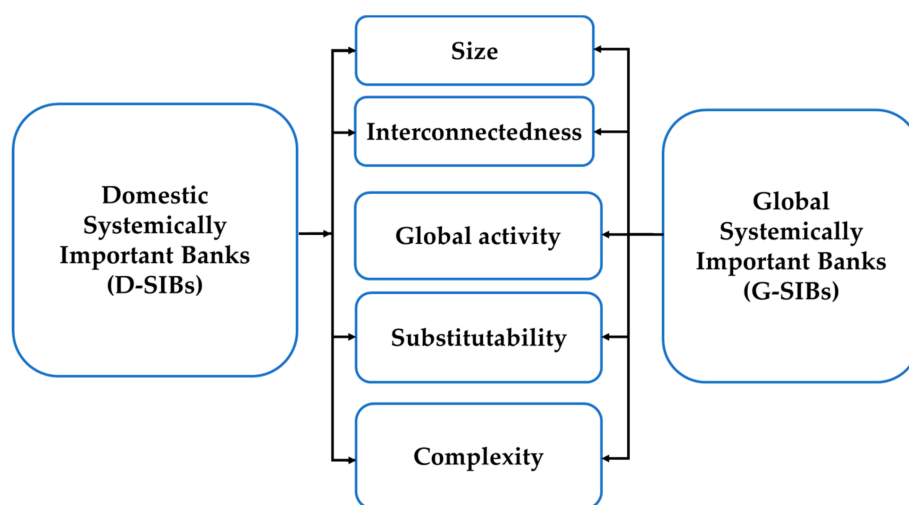 Domestic
Systemically
Important Banks
(D-SIBs)
Size
Interconnectedness
Global activity
Substitutability
Complexity
Global
Systemically
Important Banks
(G-SIBs)